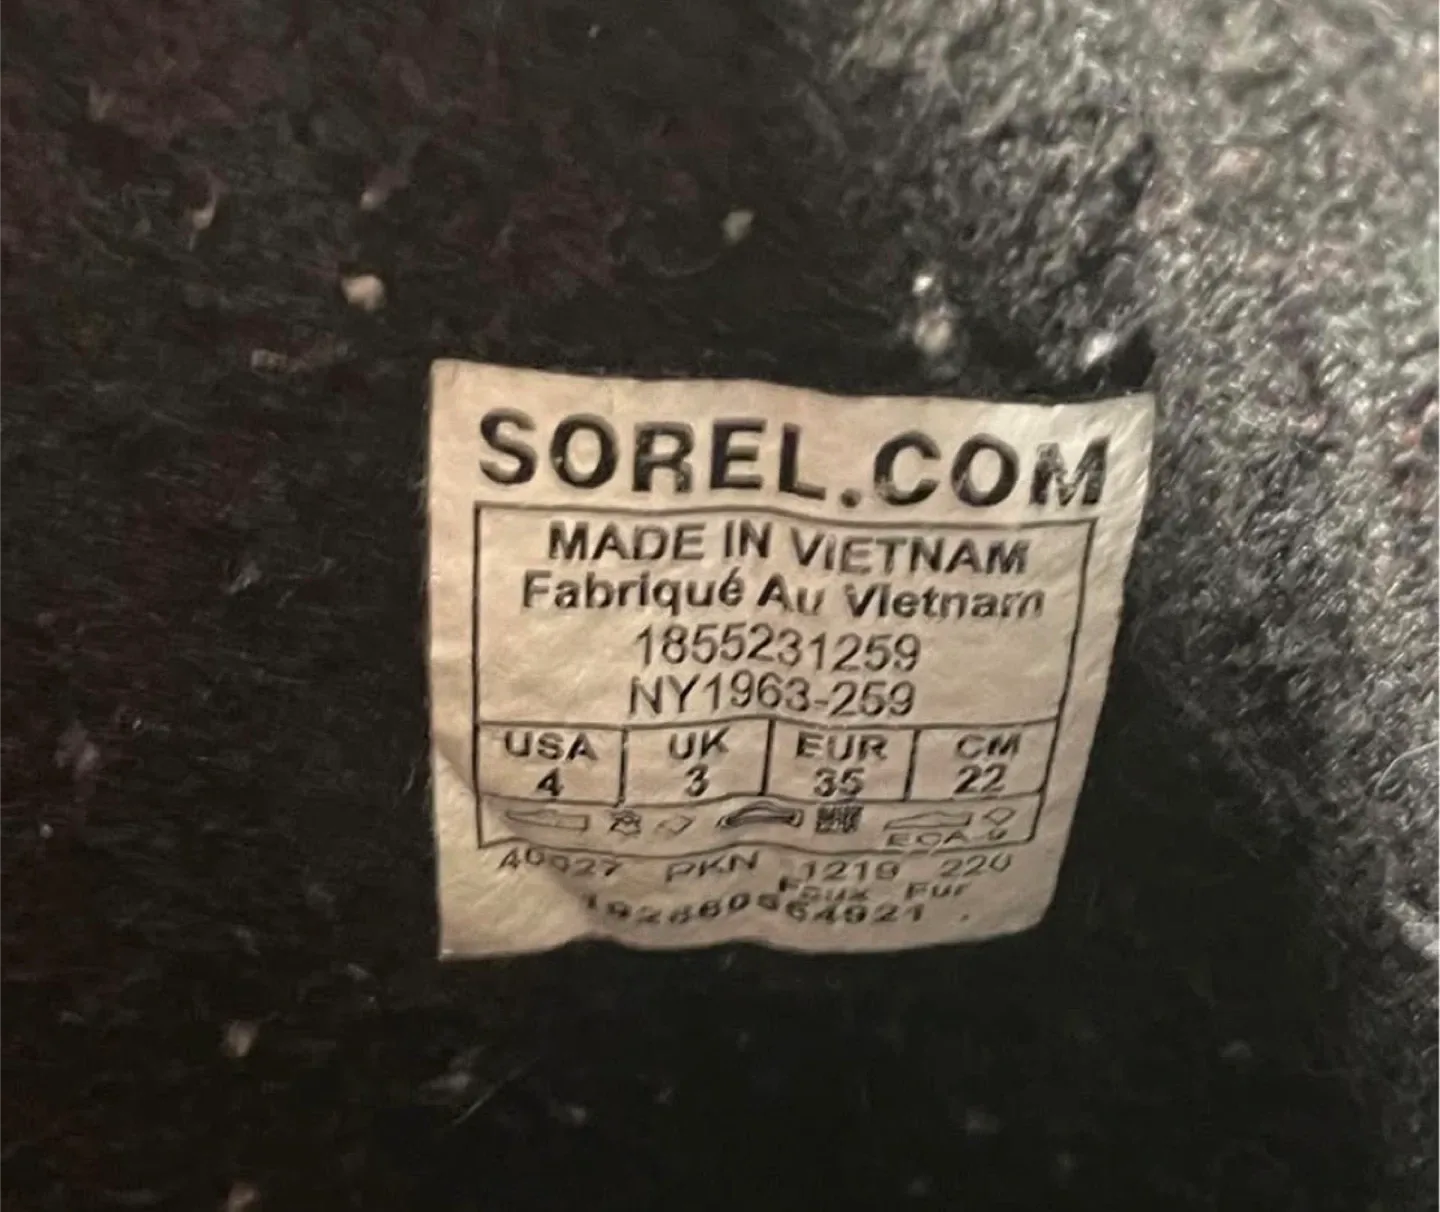 SOREL.COM
MADE IN VIETNAM
Fabriqué Au Vietnam
1855231259
NY1963-259
USA UK EUR CM
4 3 35 22
PKN 1219 220
Faux Fur